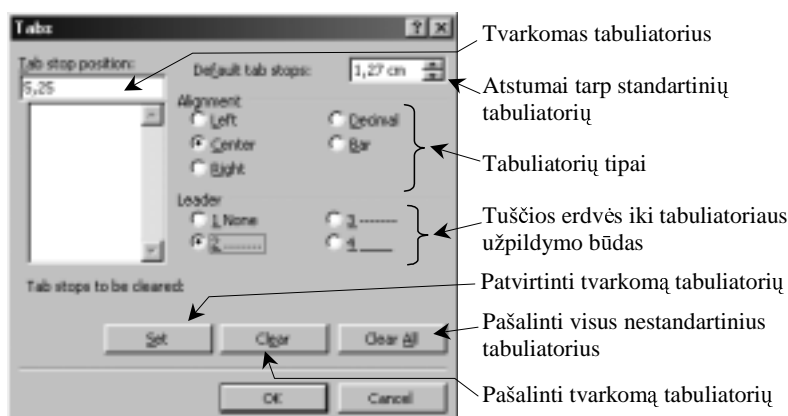 Tabs
Tab stop position:
5,25
Default tab stops:
1,27 cm
Alignment
Left
Decimal
Center
Bar
Right
Leader
1 None
3 -------
2 ........
4 ____
Tab stops to be cleared:
Set
Clear
Clear All
OK
Cancel
Tvarkomas tabuliatorius
Atstumai tarp standartinių
tabuliatorių
Tabuliatorių tipai
Tuščios erdvės iki tabuliatoriaus
užpildymo būdas
Patvirtinti tvarkomą tabuliatorių
Pašalinti visus nestandartinius
tabuliatorius
Pašalinti tvarkomą tabuliatorių